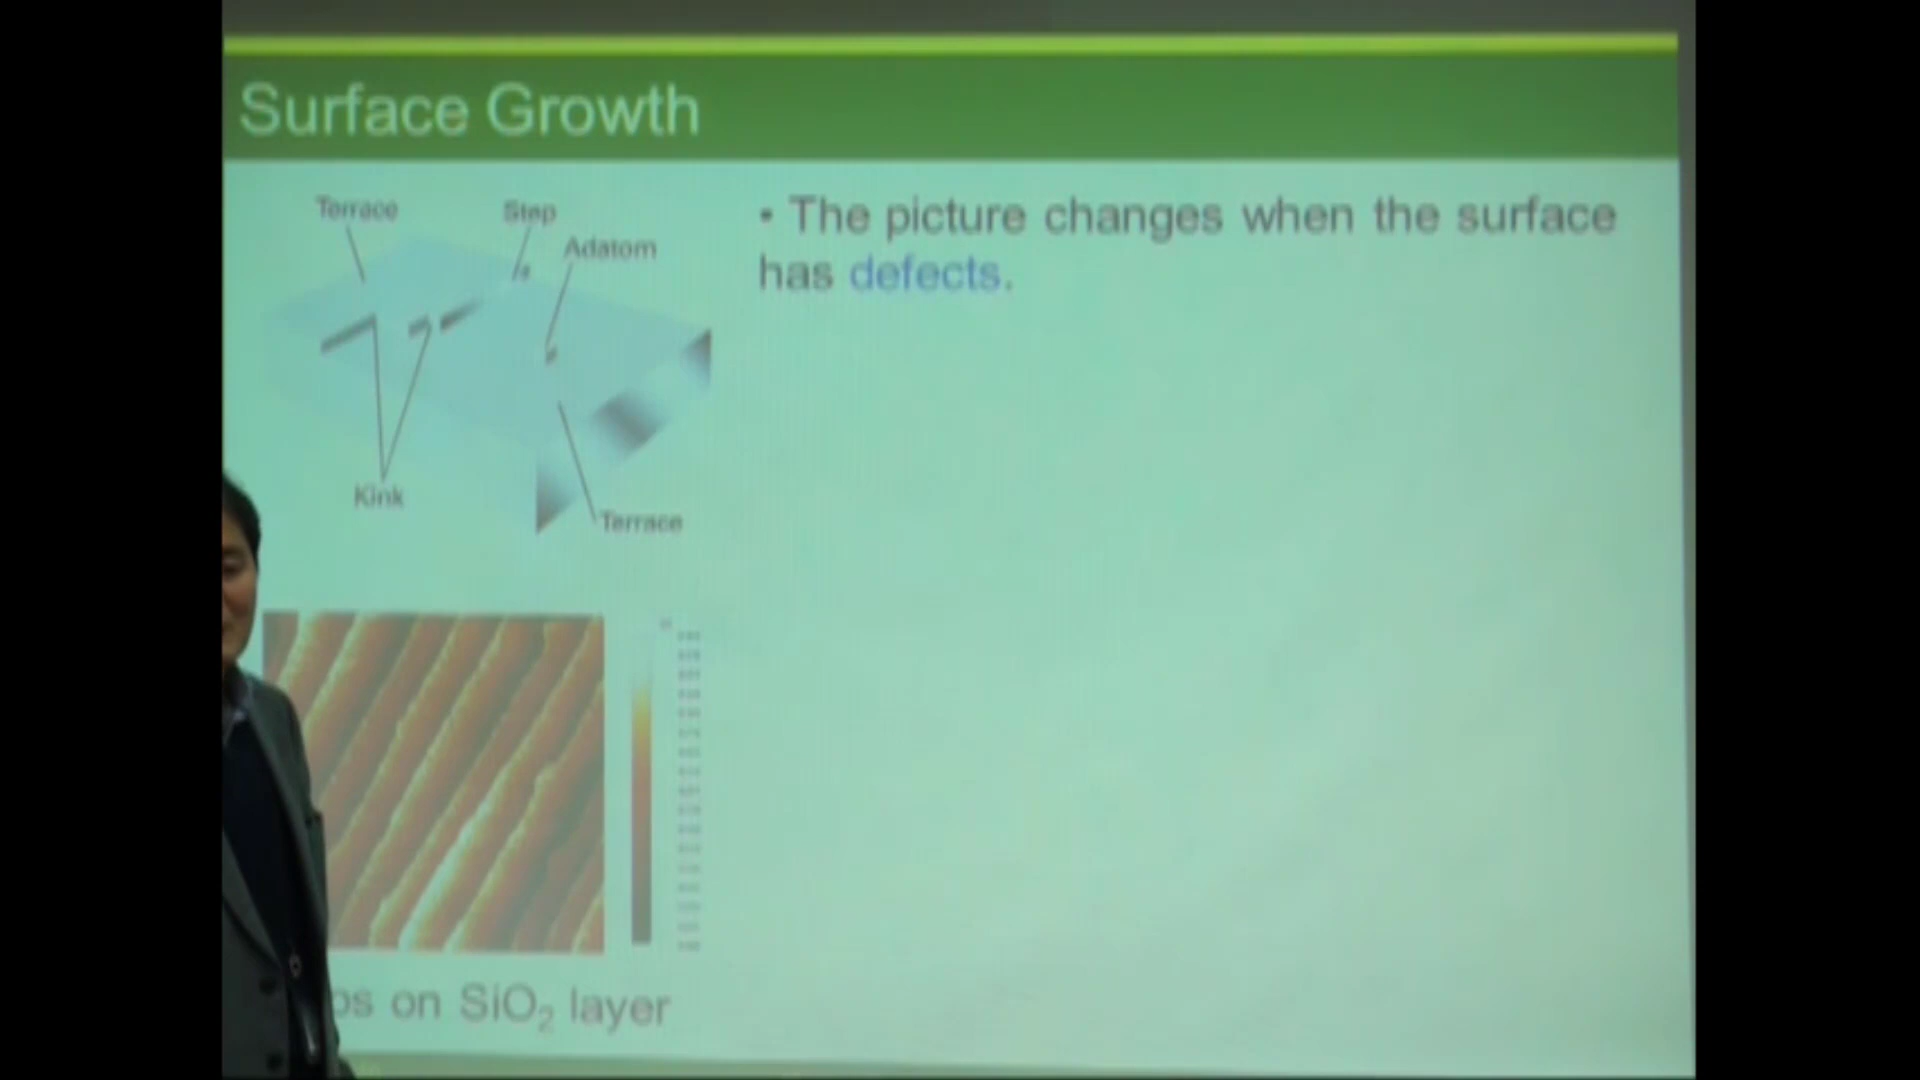 Surface Growth
Terrace
Step
Adatom
Kink
Terrace
• The picture changes when the surface
has defects.
on SiO₂ layer